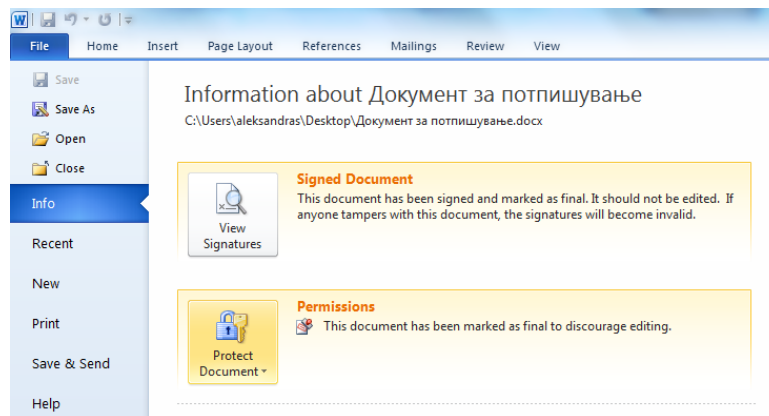 W
File Home Insert Page Layout References Mailings Review View
Save
Save As
Open
Close
Info
Recent
New
Print
Save & Send
Help
Information about Документ за потпишување
C:\Users\aleksandras\Desktop\Документ за потпишување.docx
View
Signatures
Signed Document
This document has been signed and marked as final. It should not be edited. If
anyone tampers with this document, the signatures will become invalid.
Protect
Document
Permissions
This document has been marked as final to discourage editing.